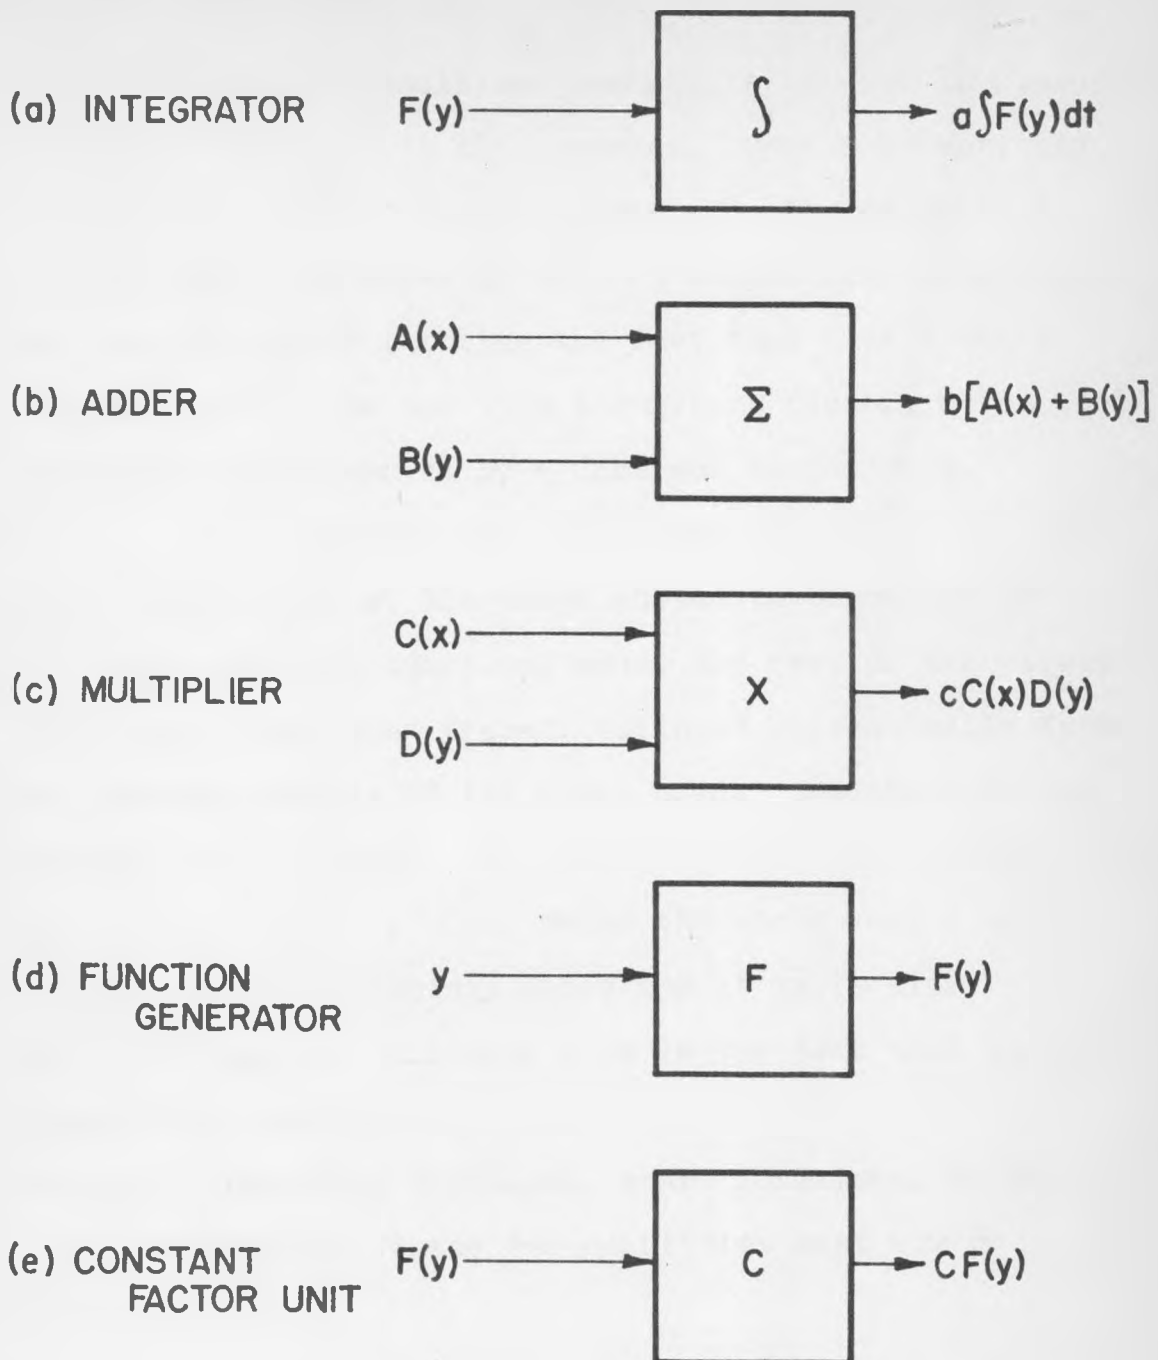 (a) INTEGRATOR F(y) ∫ a∫F(y)dt
A(x)
(b) ADDER Σ b[A(x) + B(y)]
B(y)
C(x)
(c) MULTIPLIER X cC(x)D(y)
D(y)
(d) FUNCTION y F F(y)
GENERATOR
(e) CONSTANT F(y) C CF(y)
FACTOR UNIT